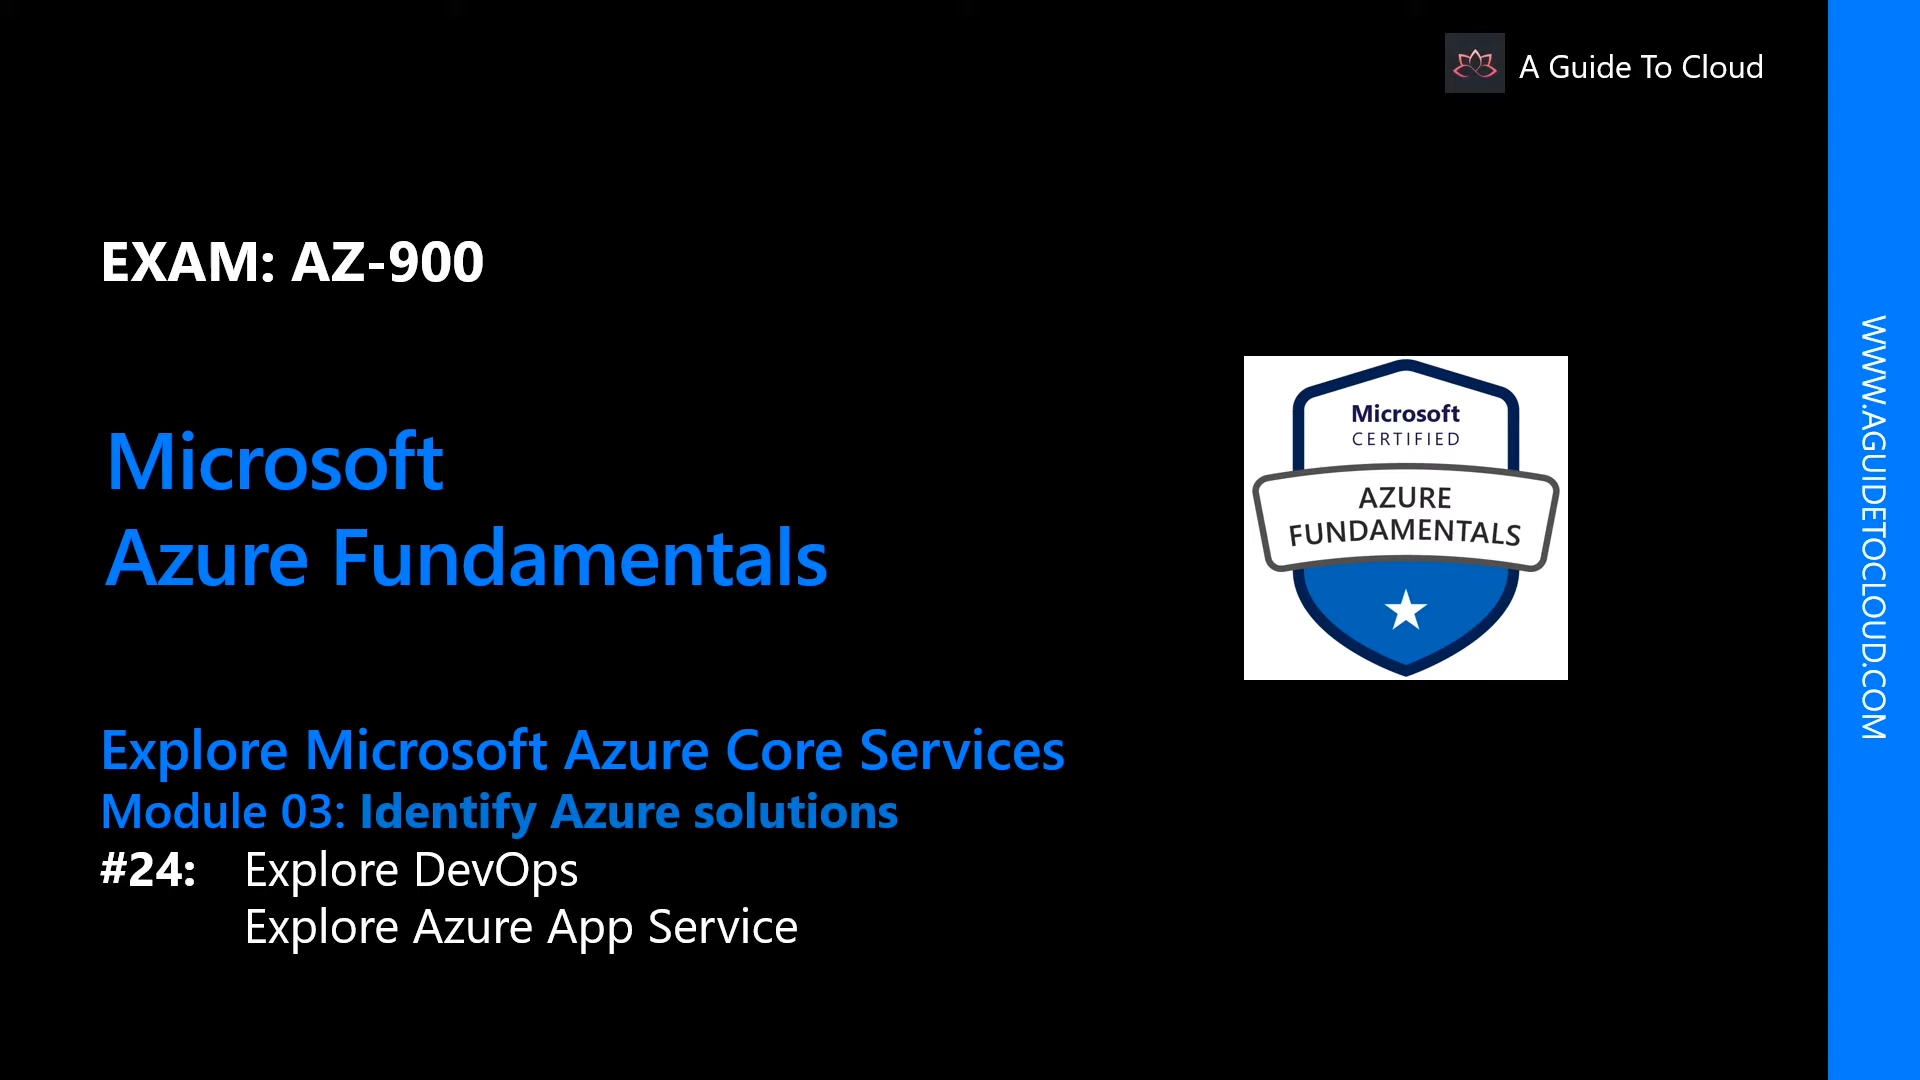 A Guide To Cloud
EXAM: AZ-900
Microsoft
Azure Fundamentals
Microsoft
CERTIFIED
AZURE
FUNDAMENTALS
Explore Microsoft Azure Core Services
Module 03: Identify Azure solutions
#24: Explore DevOps
Explore Azure App Service
WWW.AGUIDETOCLOUD.COM